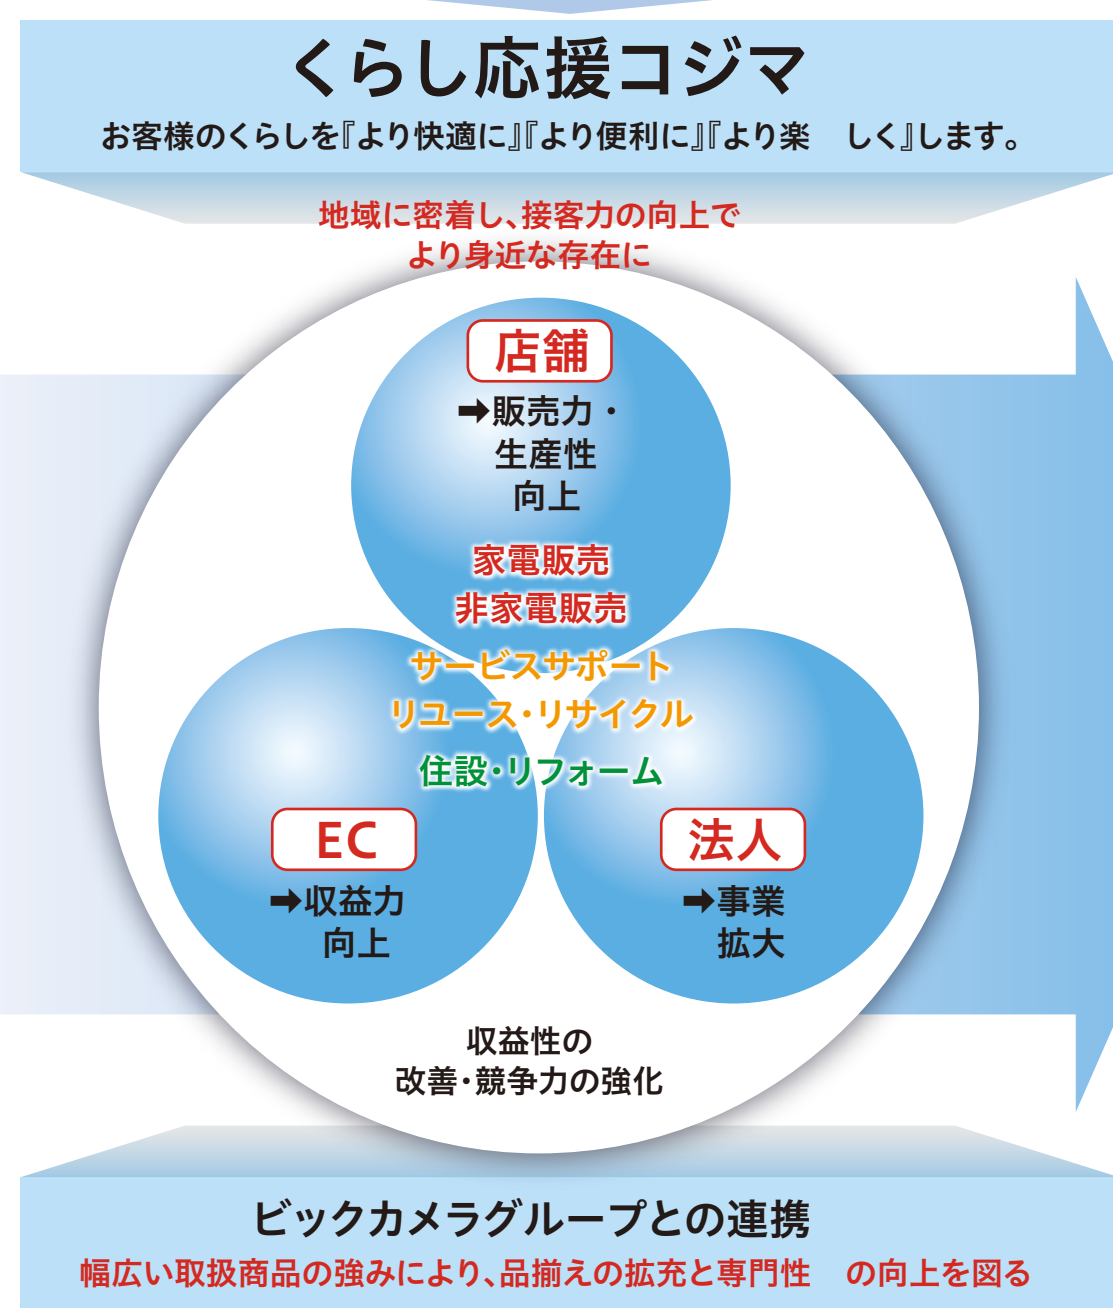 くらし応援コジマ
お客様のくらしを『より快適に』『より便利に』『より楽　しく』します。
地域に密着し、接客力の向上で
より身近な存在に
店舗
➡販売力・
生産性
向上
家電販売
非家電販売
サービスサポート
リユース・リサイクル
住設・リフォーム
EC
➡収益力
向上
法人
➡事業
拡大
収益性の
改善・競争力の強化
ビックカメラグループとの連携
幅広い取扱商品の強みにより、品揃えの拡充と専門性　の向上を図る